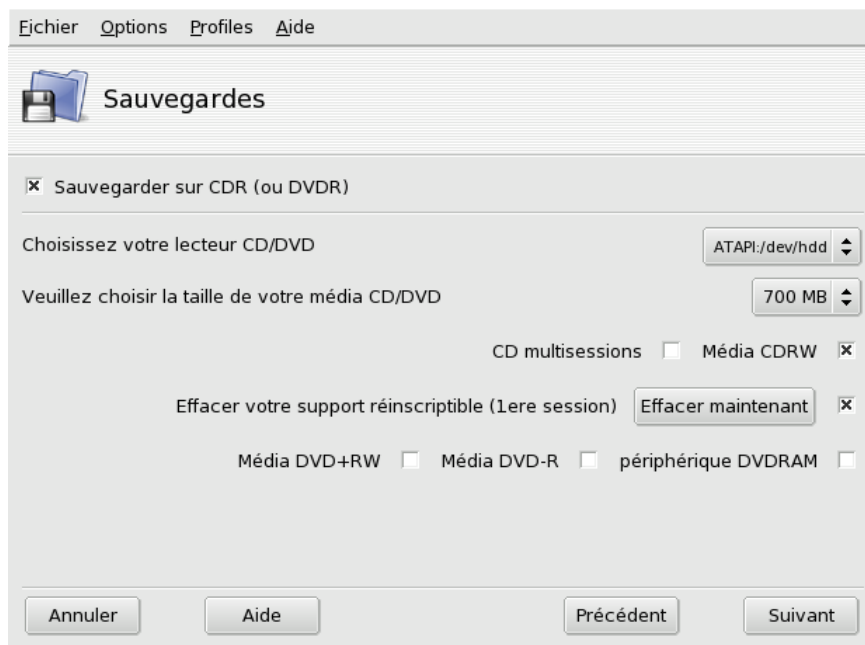 Fichier Options Profiles Aide
Sauvegardes
Sauvegarder sur CDR (ou DVDR)
Choisissez votre lecteur CD/DVD ATAPI:/dev/hdd
Veuillez choisir la taille de votre média CD/DVD 700 MB
CD multisessions Média CDRW
Effacer votre support réinscriptible (1ere session) Effacer maintenant
Média DVD+RW Média DVD-R périphérique DVDRAM
Annuler Aide Précédent Suivant